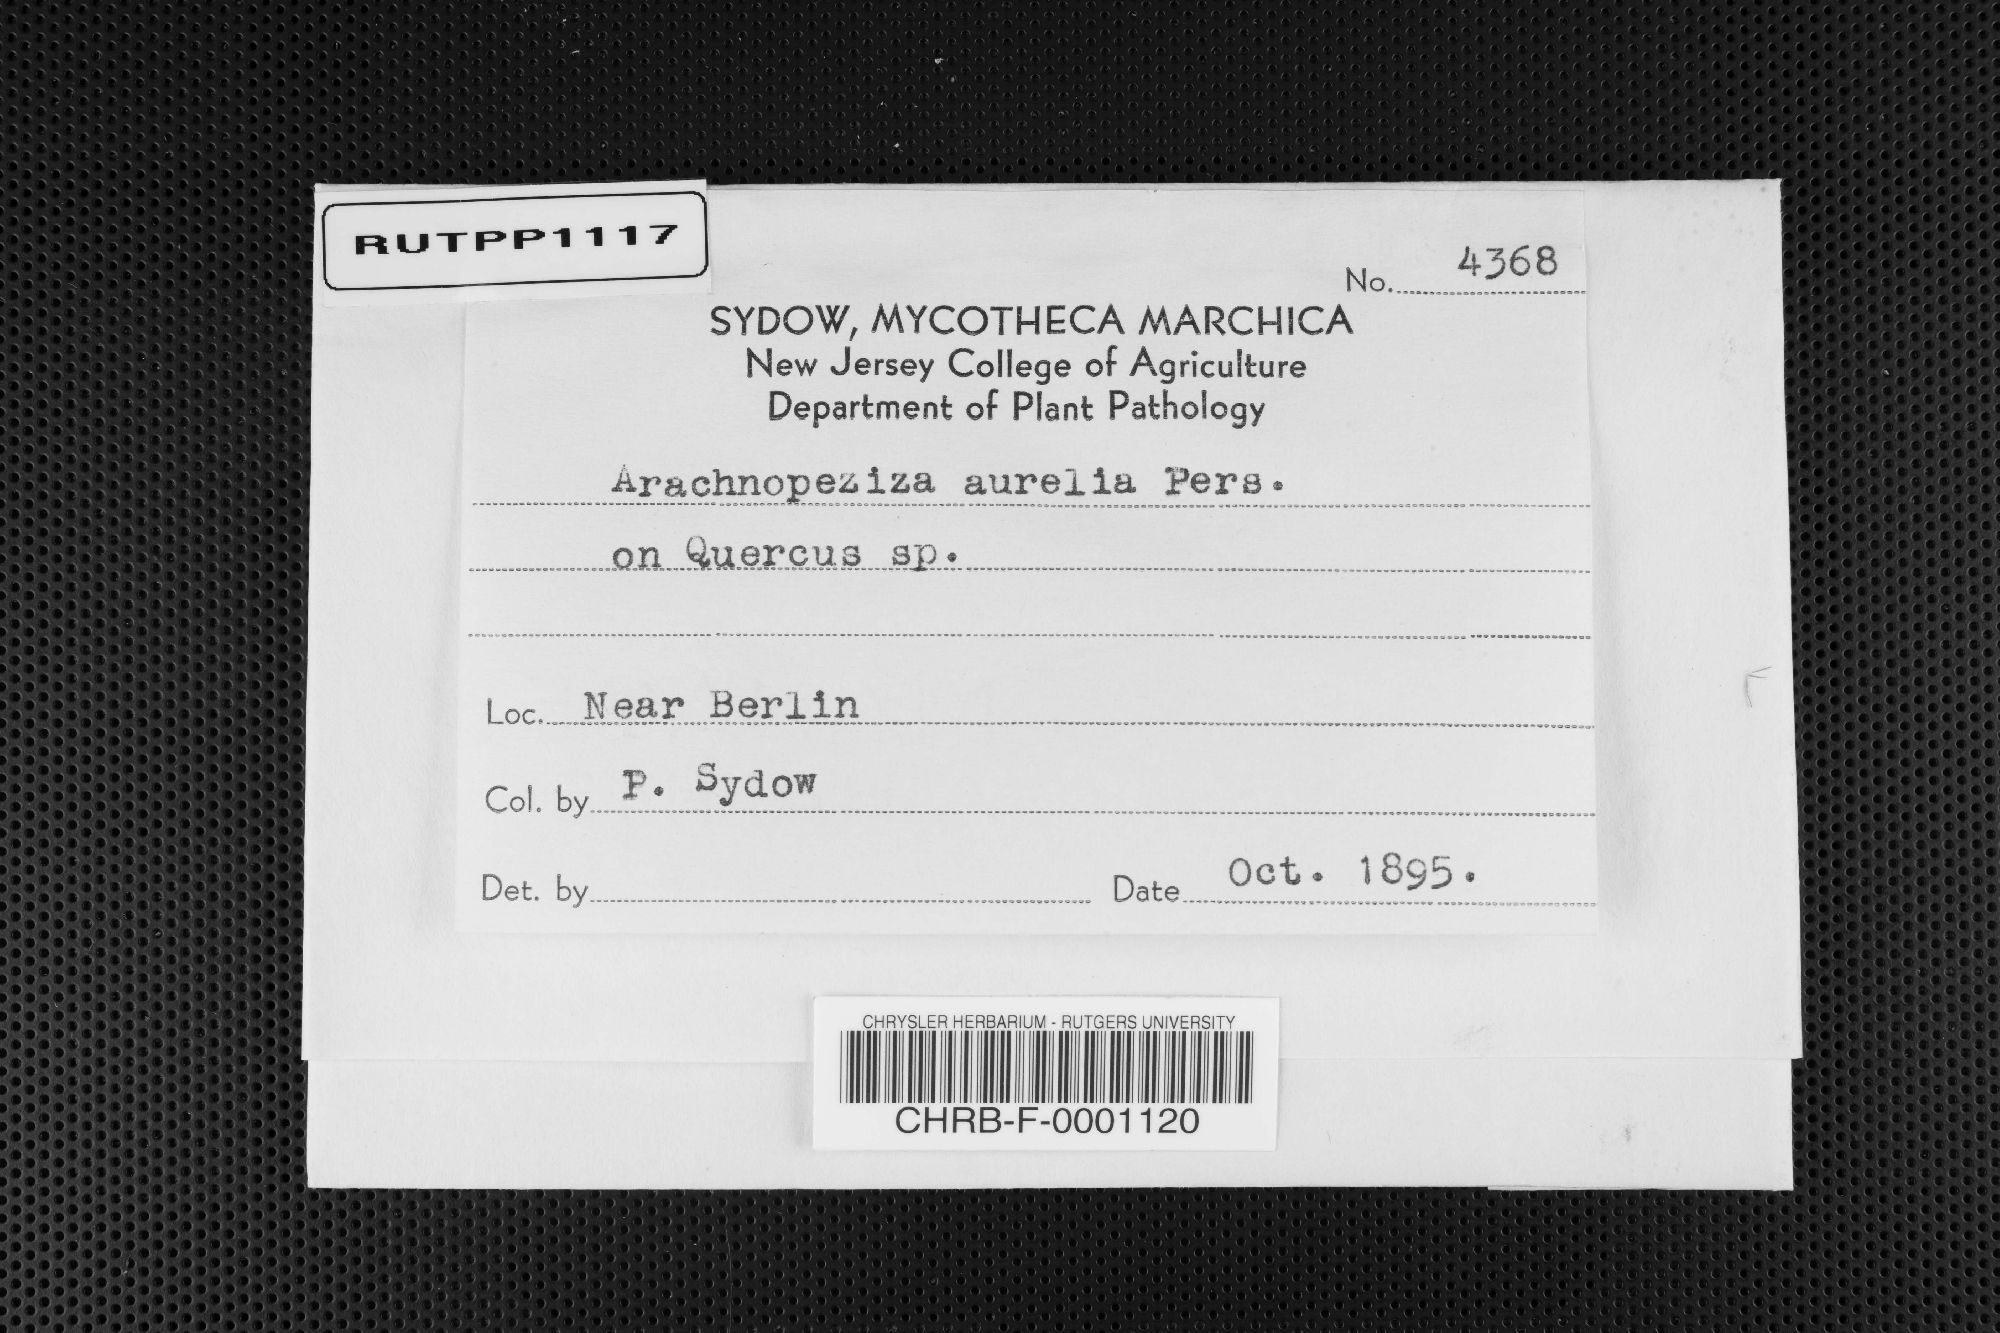 RUTPP1117
No. 4368
SYDOW, MYCOTHECA MARCHICA
New Jersey College of Agriculture
Department of Plant Pathology
Arachnopeziza aurelia Pers.
on Quercus sp.
Loc. Near Berlin
Col. by P. Sydow
Det. by Date Oct. 1895.
CHRYSLER HERBARIUM - RUTGERS UNIVERSITY
CHRB-F-0001120